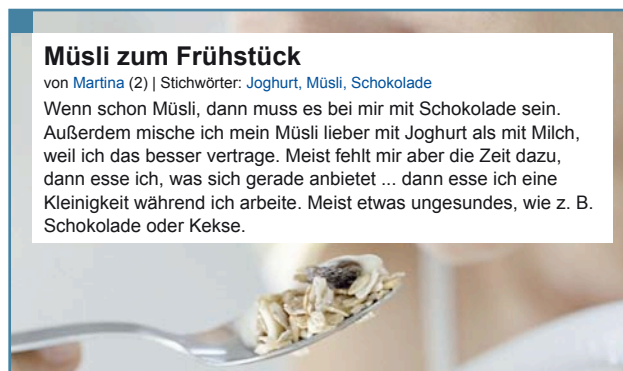 Müsli zum Frühstück
von Martina (2) | Stichwörter: Joghurt, Müsli, Schokolade
Wenn schon Müsli, dann muss es bei mir mit Schokolade sein.
Außerdem mische ich mein Müsli lieber mit Joghurt als mit Milch,
weil ich das besser vertrage. Meist fehlt mir aber die Zeit dazu,
dann esse ich, was sich gerade anbietet ... dann esse ich eine
Kleinigkeit während ich arbeite. Meist etwas ungesundes, wie z. B.
Schokolade oder Kekse.